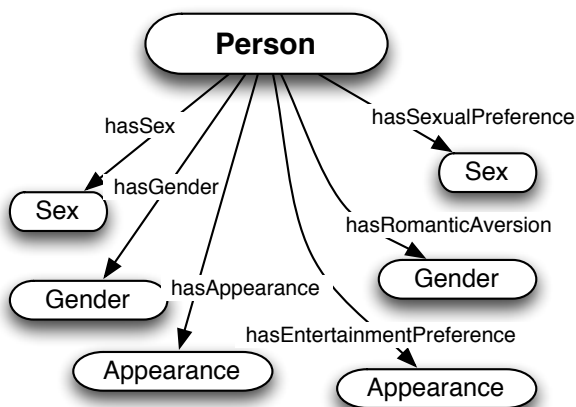 Person
hasSex
hasSexualPreference
Sex
hasGender
Sex
hasRomanticAversion
Gender
hasAppearance
Gender
hasEntertainmentPreference
Appearance
Appearance